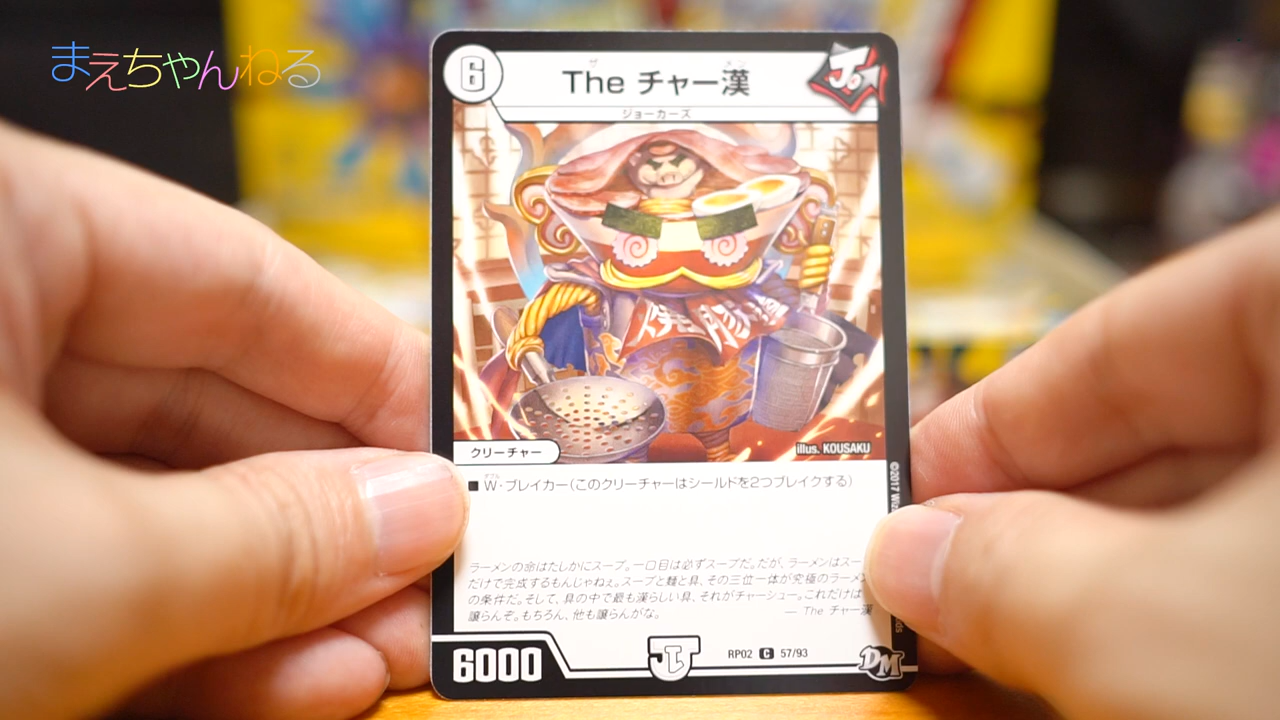 まえちゃんねる
6
ザ メン
The チャー漢
ジョーカーズ
クリーチャー
illus. KOUSAKU
ダブル
■ W・ブレイカー(このクリーチャーはシールドを2つブレイクする)
ラーメンの命はたしかにスープ。一口目は必ずスープだ。だが、ラーメンはスー
だけで完成するもんじゃねぇ。スープと麺と具、その三位一体が究極のラーメ
の条件だ。そして、具の中で最も漢らしい具、それがチャーシュー。これだけは
譲らんぞ。もちろん、他も譲らんがな。
— The チャー漢
©2017
6000
RP02 C 57/93
DM